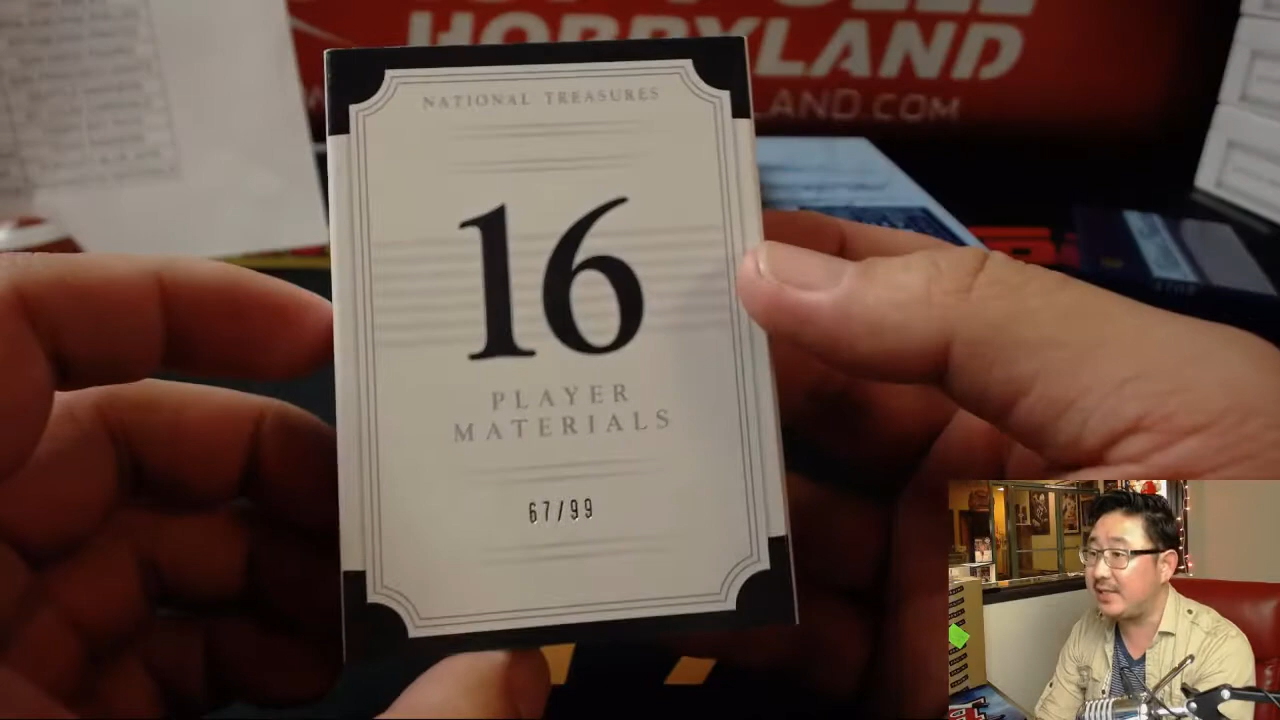 HOBBYLAND
LAND.COM
NATIONAL TREASURES
16
PLAYER
MATERIALS
67/99